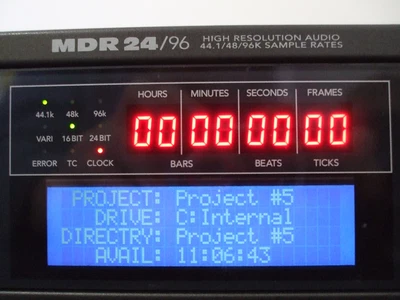 MDR 24/96 HIGH RESOLUTION AUDIO
44.1/48/96K SAMPLE RATES
HOURS MINUTES SECONDS FRAMES
44.1k 48k 96k
00 00 00 00
VARI 16 BIT 24 BIT
ERROR TC CLOCK
BARS BEATS TICKS
PROJECT: Project #5
DRIVE: C:Internal
DIRECTRY: Project #5
AVAIL: 11:06:43